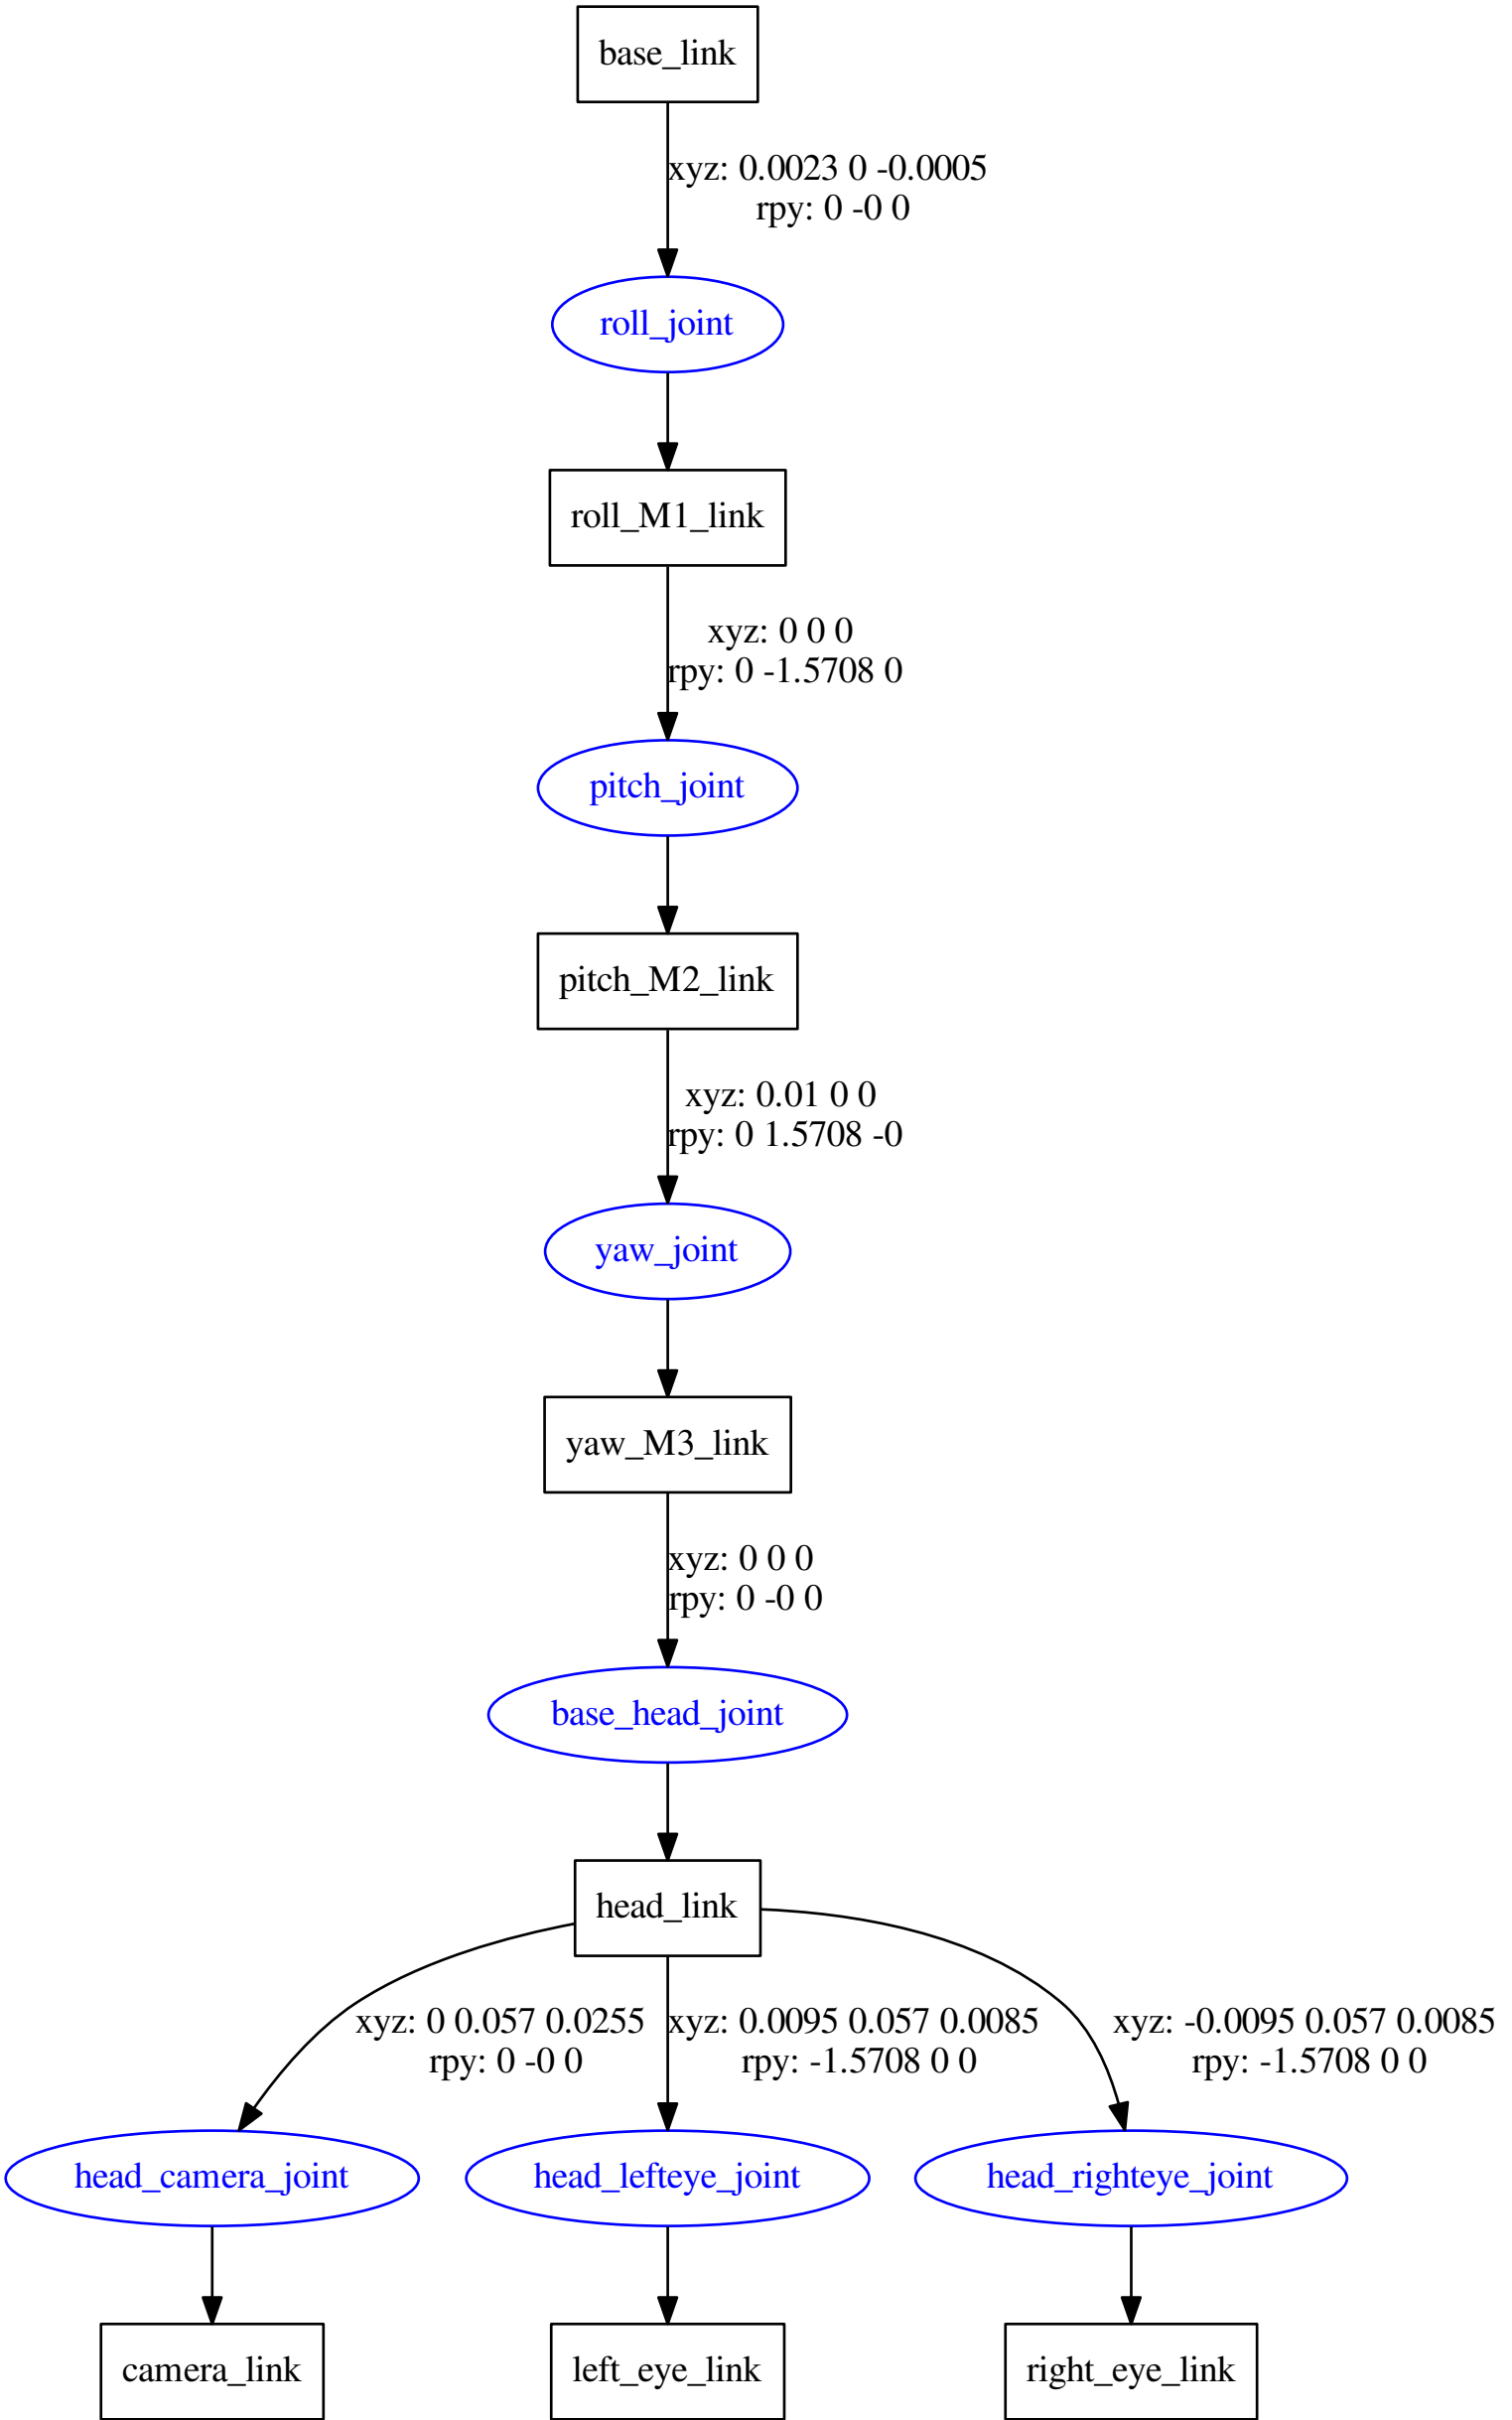 base_link
xyz: 0.0023 0 -0.0005
rpy: 0 -0 0
roll_joint
roll_M1_link
xyz: 0 0 0
rpy: 0 -1.5708 0
pitch_joint
pitch_M2_link
xyz: 0.01 0 0
rpy: 0 1.5708 -0
yaw_joint
yaw_M3_link
xyz: 0 0 0
rpy: 0 -0 0
base_head_joint
head_link
xyz: 0 0.057 0.0255
rpy: 0 -0 0
xyz: 0.0095 0.057 0.0085
rpy: -1.5708 0 0
xyz: -0.0095 0.057 0.0085
rpy: -1.5708 0 0
head_camera_joint
head_lefteye_joint
head_righteye_joint
camera_link
left_eye_link
right_eye_link